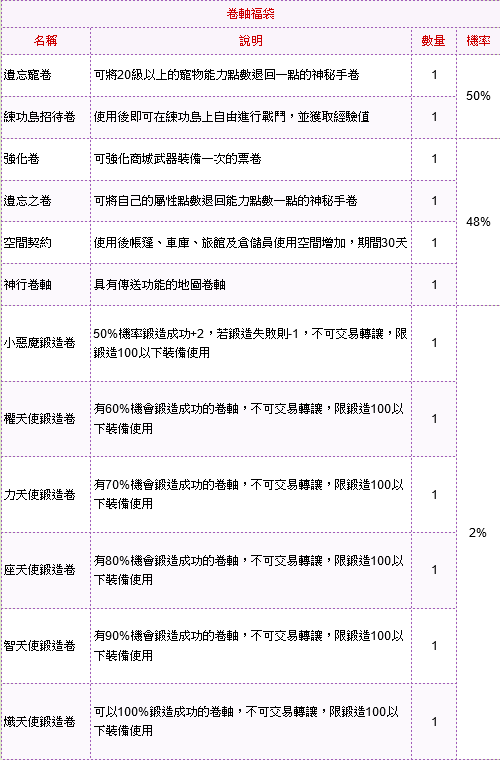 卷軸福袋
名稱 說明 數量 機率
遺忘寵卷 可將20級以上的寵物能力點數退回一點的神秘手卷 1
50%
練功島招待卷 使用後即可在練功島上自由進行戰鬥，並獲取經驗值 1
強化卷 可強化商城武器裝備一次的票卷 1
遺忘之卷 可將自己的屬性點數退回能力點數一點的神秘手卷 1
48%
空間契約 使用後帳篷、車庫、旅館及倉儲員使用空間增加，期間30天 1
神行卷軸 具有傳送功能的地圖卷軸 1
小惡魔鍛造卷 50%機率鍛造成功+2，若鍛造失敗則-1，不可交易轉讓，限
鍛造100以下裝備使用 1
權天使鍛造卷 有60%機會鍛造成功的卷軸，不可交易轉讓，限鍛造100以
下裝備使用 1
力天使鍛造卷 有70%機會鍛造成功的卷軸，不可交易轉讓，限鍛造100以
下裝備使用 1
2%
座天使鍛造卷 有80%機會鍛造成功的卷軸，不可交易轉讓，限鍛造100以
下裝備使用 1
智天使鍛造卷 有90%機會鍛造成功的卷軸，不可交易轉讓，限鍛造100以
下裝備使用 1
熾天使鍛造卷 可以100%鍛造成功的卷軸，不可交易轉讓，限鍛造100以
下裝備使用 1